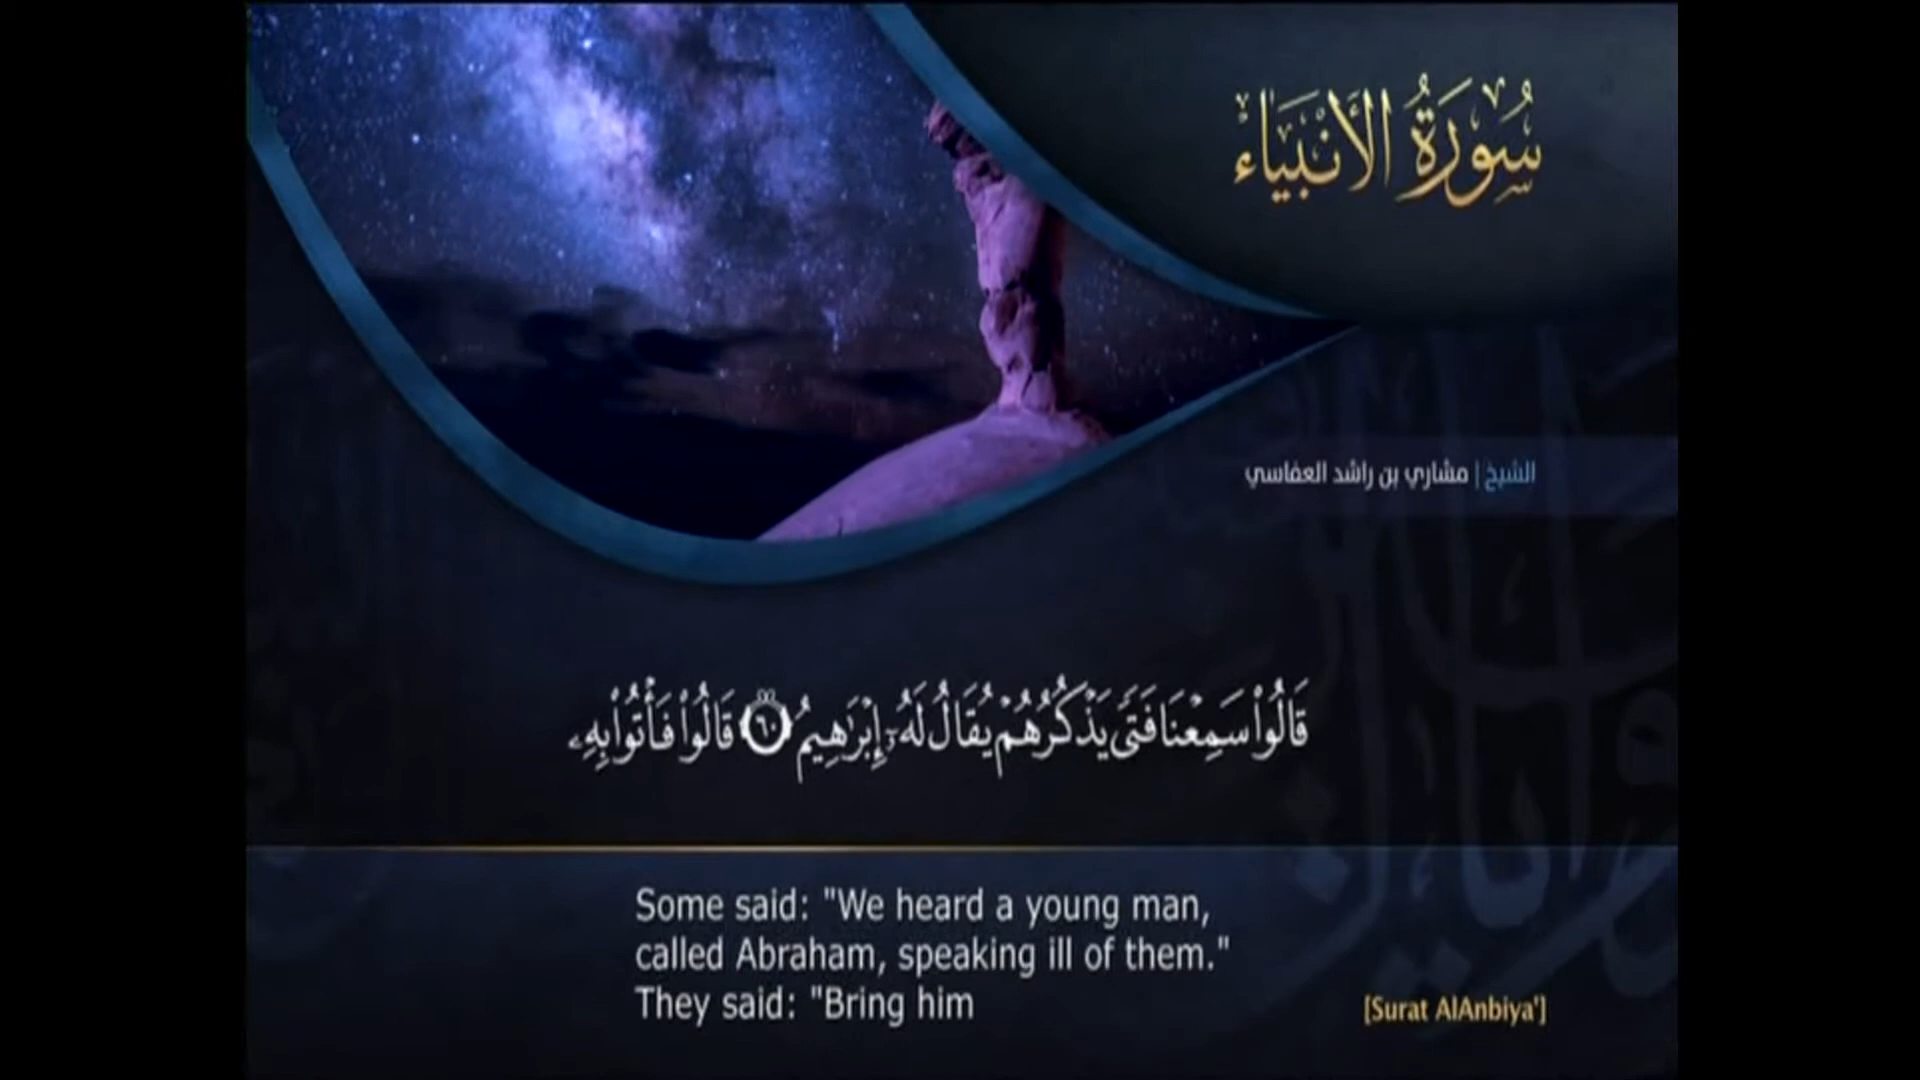 سُورَةُ الأَنْبِيَاءِ
الشيخ | مشاري بن راشد العفاسي
قَالُوا۟ سَمِعْنَا فَتًۭى يَذْكُرُهُمْ يُقَالُ لَهُۥٓ إِبْرَٰهِيمُ ٦٠ قَالُوا۟ فَأْتُوا۟ بِهِۦ
Some said: "We heard a young man,
called Abraham, speaking ill of them."
They said: "Bring him
[Surat AlAnbiya']